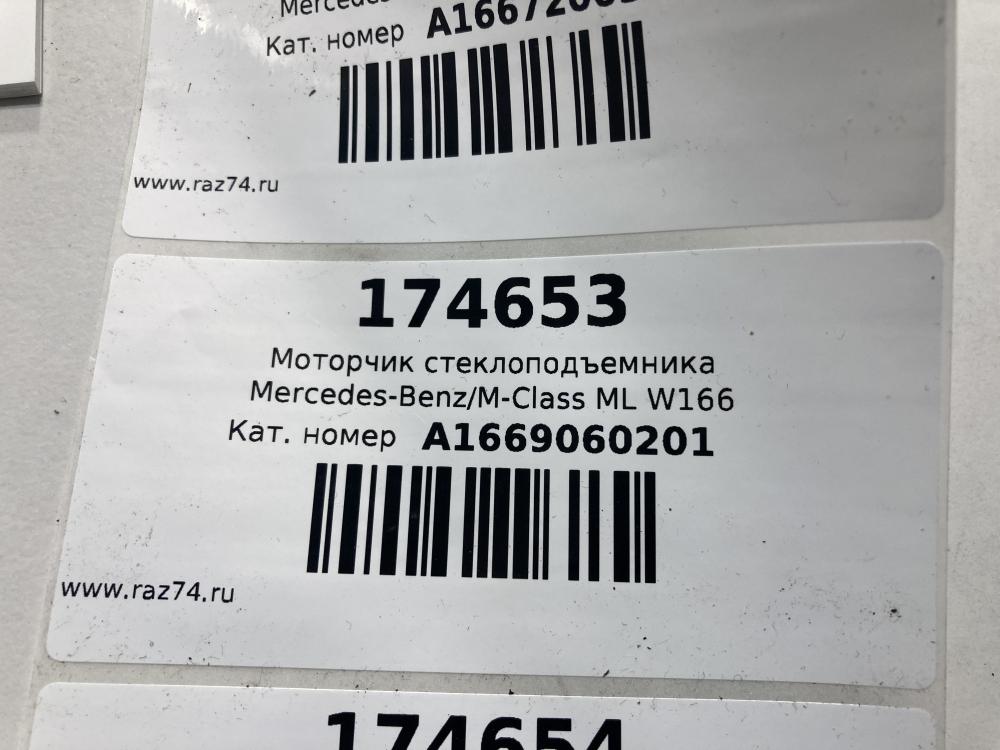 Кат. номер
www.raz74.ru
174653
Моторчик стеклоподъемника
Mercedes-Benz/M-Class ML W166
Кат. номер A1669060201
www.raz74.ru
174654